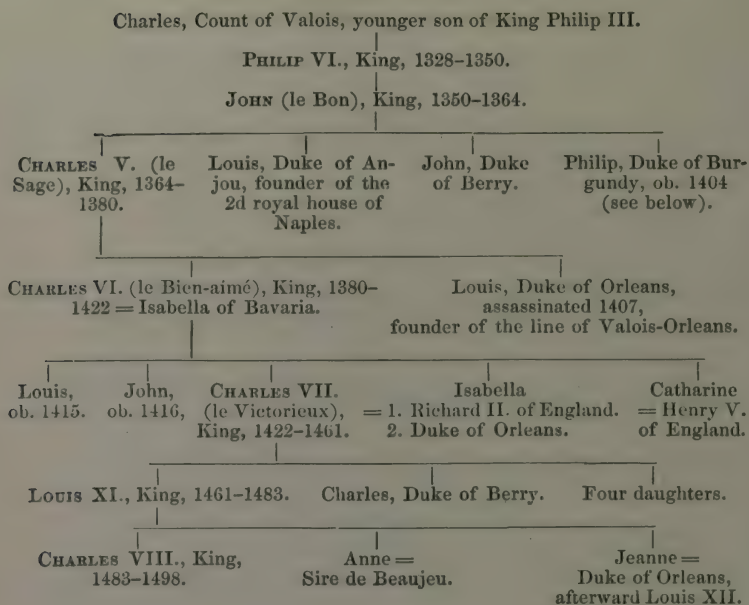 Charles, Count of Valois, younger son of King Philip III.
PHILIP VI., King, 1328–1350.
JOHN (le Bon), King, 1350–1364.
CHARLES V. (le Sage), King, 1364–1380.
Louis, Duke of Anjou, founder of the 2d royal house of Naples.
John, Duke of Berry.
Philip, Duke of Burgundy, ob. 1404 (see below).
CHARLES VI. (le Bien-aimé), King, 1380–1422 = Isabella of Bavaria.
Louis, Duke of Orleans, assassinated 1407, founder of the line of Valois-Orleans.
Louis, ob. 1415.
John, ob. 1416,
CHARLES VII. (le Victorieux), King, 1422–1461.
Isabella = 1. Richard II. of England. 2. Duke of Orleans.
Catharine = Henry V. of England.
LOUIS XI., King, 1461–1483.
Charles, Duke of Berry.
Four daughters.
CHARLES VIII., King, 1483–1498.
Anne = Sire de Beaujeu.
Jeanne = Duke of Orleans, afterward Louis XII.